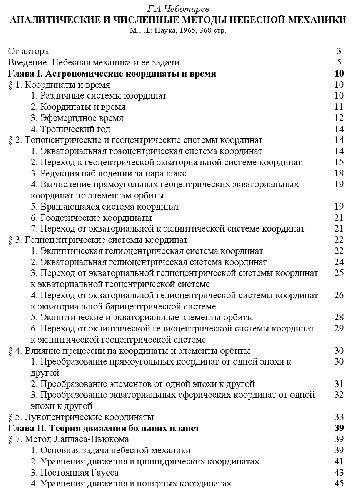 Г.А Чеботарев
АНАЛИТИЧЕСКИЕ И ЧИСЛЕННЫЕ МЕТОДЫ НЕБЕСНОЙ МЕХАНИКИ
М., Л.: Наука, 1965, 368 стр.
От автора 3
Введение. Небесная механика и ее задачи 5
Глава I. Астрономические координаты и время 10
§ 1. Координаты и время 10
1. Различные системы координат 10
2. Координаты и время 11
3. Эфемеридное время 12
4. Тропический год 14
§ 2. Топоцентрические и геоцентрические системы координат 14
1. Экваториальная топоцентрическая система координат 14
2. Переход к геоцентрической экваториальной системе координат 15
3. Редукция наблюдений за параллакс 18
4. Вычисление прямоугольных геоцентрических экваториальных 19
координат по элементам орбиты
5. Вращающаяся система координат 19
6. Геодезические координаты 21
7. Переход от экваториальной к эклиптической системе координат 21
§ 3. Гелиоцентрические системы координат 22
1. Эклиптическая гелиоцентрическая система координат 22
2. Экваториальная гелиоцентрическая система координат 24
3. Переход от экваториальной гелиоцентрической системы координат 25
к экваториальной геоцентрической системе
4. Переход от экваториальной гелиоцентрической системы координат 26
к экваториальной барицентрической системе
5. Эклиптические и экваториальные элементы орбиты 28
6. Переход от эклиптической гелиоцентрической системы координат 29
к эклиптической геоцентрической системе
§ 4. Влияние прецессии на координаты и элементы орбиты 30
1. Преобразование прямоугольных координат от одной эпохи к 30
другой
2. Преобразование элементов от одной эпохи к другой 31
3. Преобразование экваториальных сферических координат от одной 32
эпохи к другой
§ 5. Луноцентрические координаты 33
Глава II. Теория движения больших планет 39
§ 7. Метод Лапласа-Ньюкома 39
1. Основная задача небесной механики 39
2. Уравнения движения в цилиндрических координатах 41
3. Постоянная Гаусса 43
4. Уравнения движения в полярных координатах 45